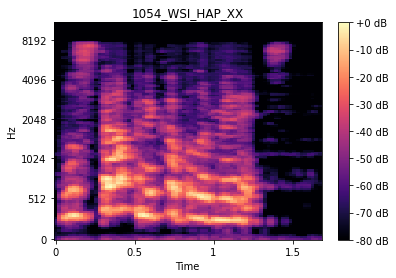 1054_WSI_HAP_XX
Hz
8192
4096
2048
1024
512
0
0
0.5
1
1.5
Time
+0 dB
-10 dB
-20 dB
-30 dB
-40 dB
-50 dB
-60 dB
-70 dB
-80 dB